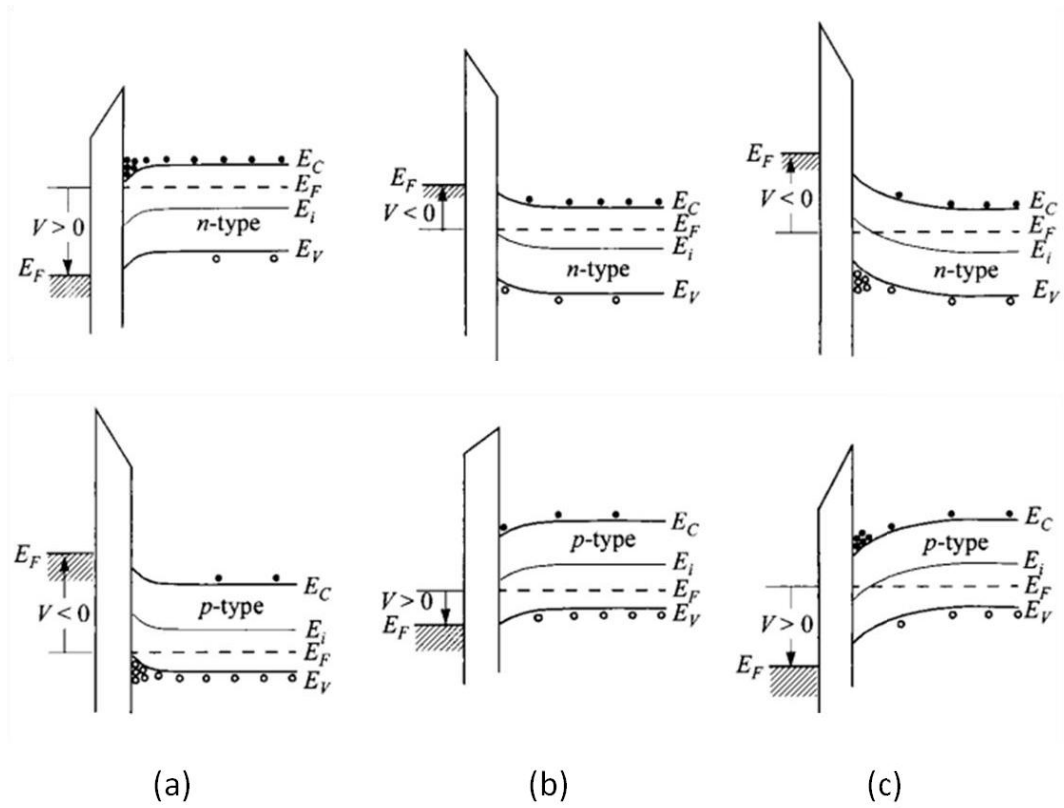 E_C
E_F
E_i
V > 0
n-type
E_V
E_F
E_F
V < 0
E_C
E_F
E_i
n-type
E_V
E_F
V < 0
E_C
E_F
E_i
n-type
E_V
E_F
V < 0
E_C
p-type
E_i
E_F
E_V
E_C
p-type
E_i
V > 0
E_F
E_V
E_F
E_C
p-type
E_i
E_F
V > 0
E_V
E_F
(a)
(b)
(c)